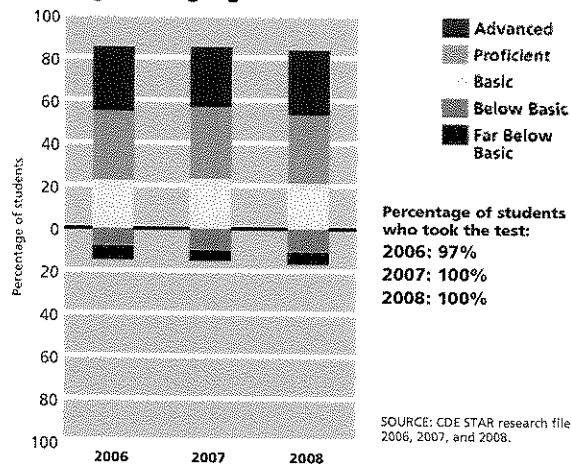 100
80
60
40
20
0
20
40
60
80
100
Percentage of students
2006
2007
2008
Advanced
Proficient
Basic
Below Basic
Far Below
Basic
Percentage of students
who took the test:
2006: 97%
2007: 100%
2008: 100%
SOURCE: CDE STAR research file
2006, 2007, and 2008.